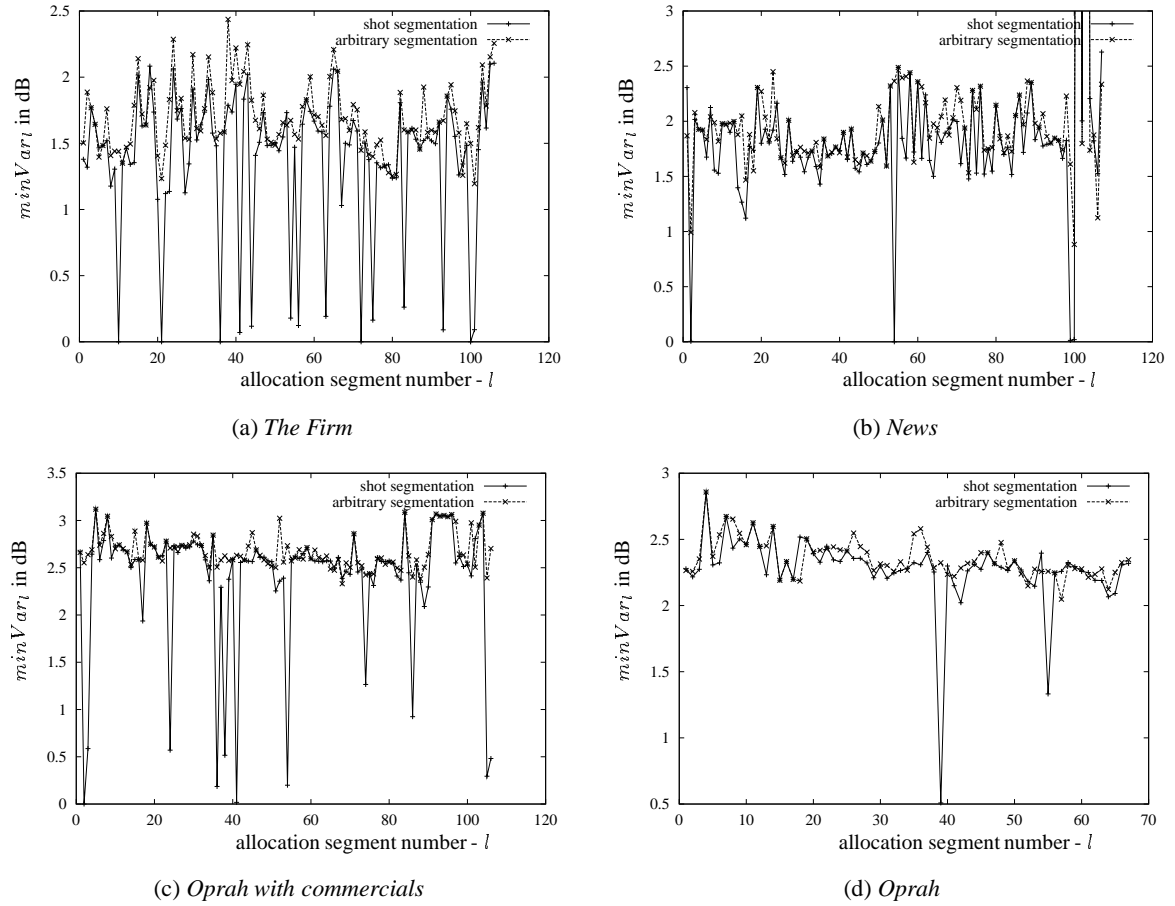 2.5
2
1.5
1
0.5
0
0 20 40 60 80 100 120
minVar_l in dB
allocation segment number - l
shot segmentation
arbitrary segmentation
(a) The Firm
3
2.5
2
1.5
1
0.5
0
0 20 40 60 80 100 120
minVar_l in dB
allocation segment number - l
shot segmentation
arbitrary segmentation
(b) News
3.5
3
2.5
2
1.5
1
0.5
0
0 20 40 60 80 100 120
minVar_l in dB
allocation segment number - l
shot segmentation
arbitrary segmentation
(c) Oprah with commercials
3
2.5
2
1.5
1
0.5
0 10 20 30 40 50 60 70
minVar_l in dB
allocation segment number - l
shot segmentation
arbitrary segmentation
(d) Oprah